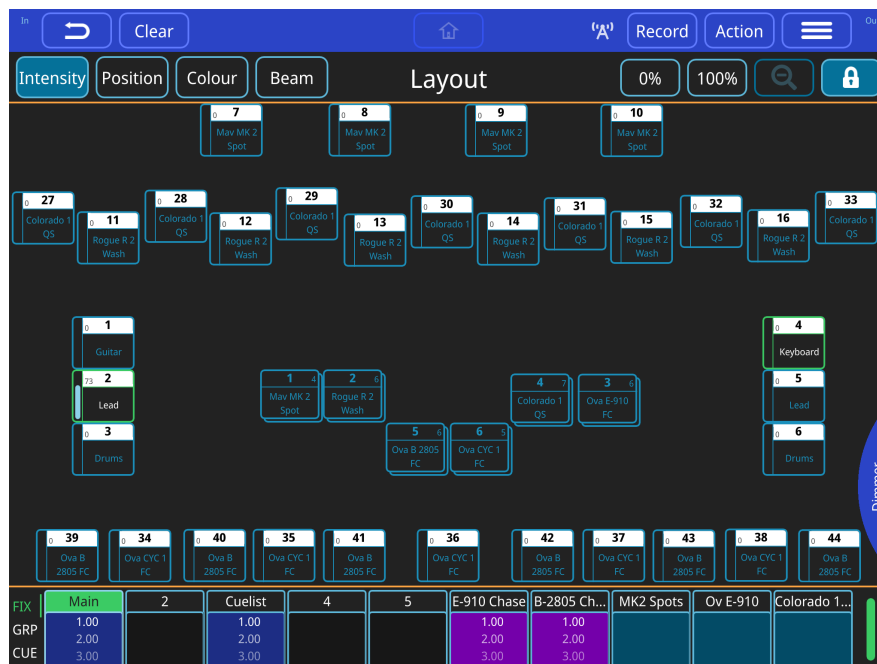 In
Clear
Record
Action
Intensity
Position
Colour
Beam
Layout
0%
100%
0 7 0 8 0 9 0 10
Mav MK 2 Mav MK 2 Mav MK 2 Mav MK 2
Spot Spot Spot Spot
0 27 0 28 0 29 0 30 0 31 0 32 0 33
Colorado 1 Colorado 1 Colorado 1 Colorado 1 Colorado 1 Colorado 1 Colorado 1
QS QS QS QS QS QS QS
0 11 0 12 0 13 0 14 0 15 0 16
Rogue R 2 Rogue R 2 Rogue R 2 Rogue R 2 Rogue R 2 Rogue R 2
Wash Wash Wash Wash Wash Wash
0 1
Guitar
0 4
Keyboard
73 2
Lead
0 5
Lead
0 3
Drums
0 6
Drums
1 4
Mav MK 2
Spot
2 6
Rogue R 2
Wash
4 7
Colorado 1
QS
3 6
Ova E-910
FC
5 6
Ova B 2805
FC
6 5
Ova CYC 1
FC
Dimmer
0 39 0 34 0 40 0 35 0 41 0 36 0 42 0 37 0 43 0 38 0 44
Ova B Ova CYC 1 Ova B Ova CYC 1 Ova B Ova CYC 1 Ova B Ova CYC 1 Ova B Ova CYC 1 Ova B
2805 FC FC 2805 FC FC 2805 FC FC 2805 FC FC 2805 FC FC 2805 FC
FIX
GRP
CUE
Main 2 Cuelist 4 5 E-910 Chase B-2805 Ch... MK2 Spots Ov E-910 Colorado 1...
1.00 1.00 1.00 1.00
2.00 2.00 2.00 2.00
3.00 3.00 3.00 3.00